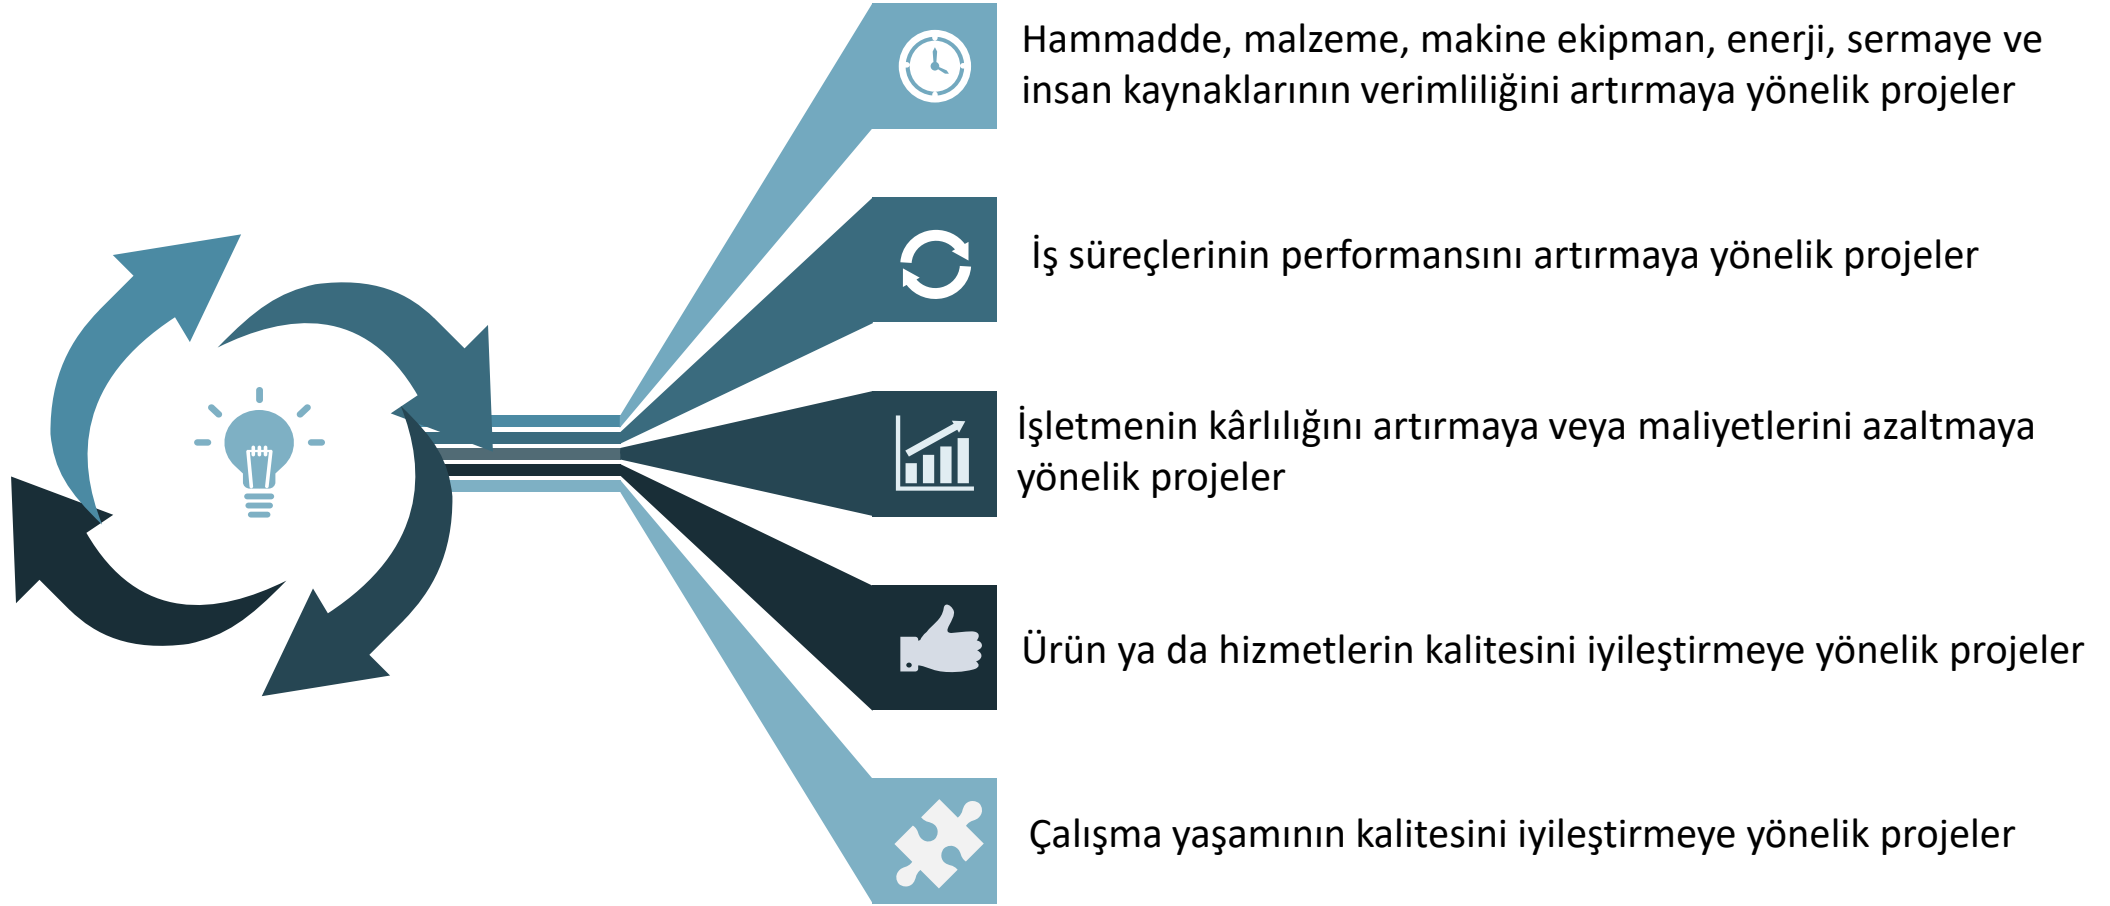 Hammadde, malzeme, makine ekipman, enerji, sermaye ve
insan kaynaklarının verimliliğini artırmaya yönelik projeler
İş süreçlerinin performansını artırmaya yönelik projeler
İşletmenin kârlılığını artırmaya veya maliyetlerini azaltmaya
yönelik projeler
Ürün ya da hizmetlerin kalitesini iyileştirmeye yönelik projeler
Çalışma yaşamının kalitesini iyileştirmeye yönelik projeler